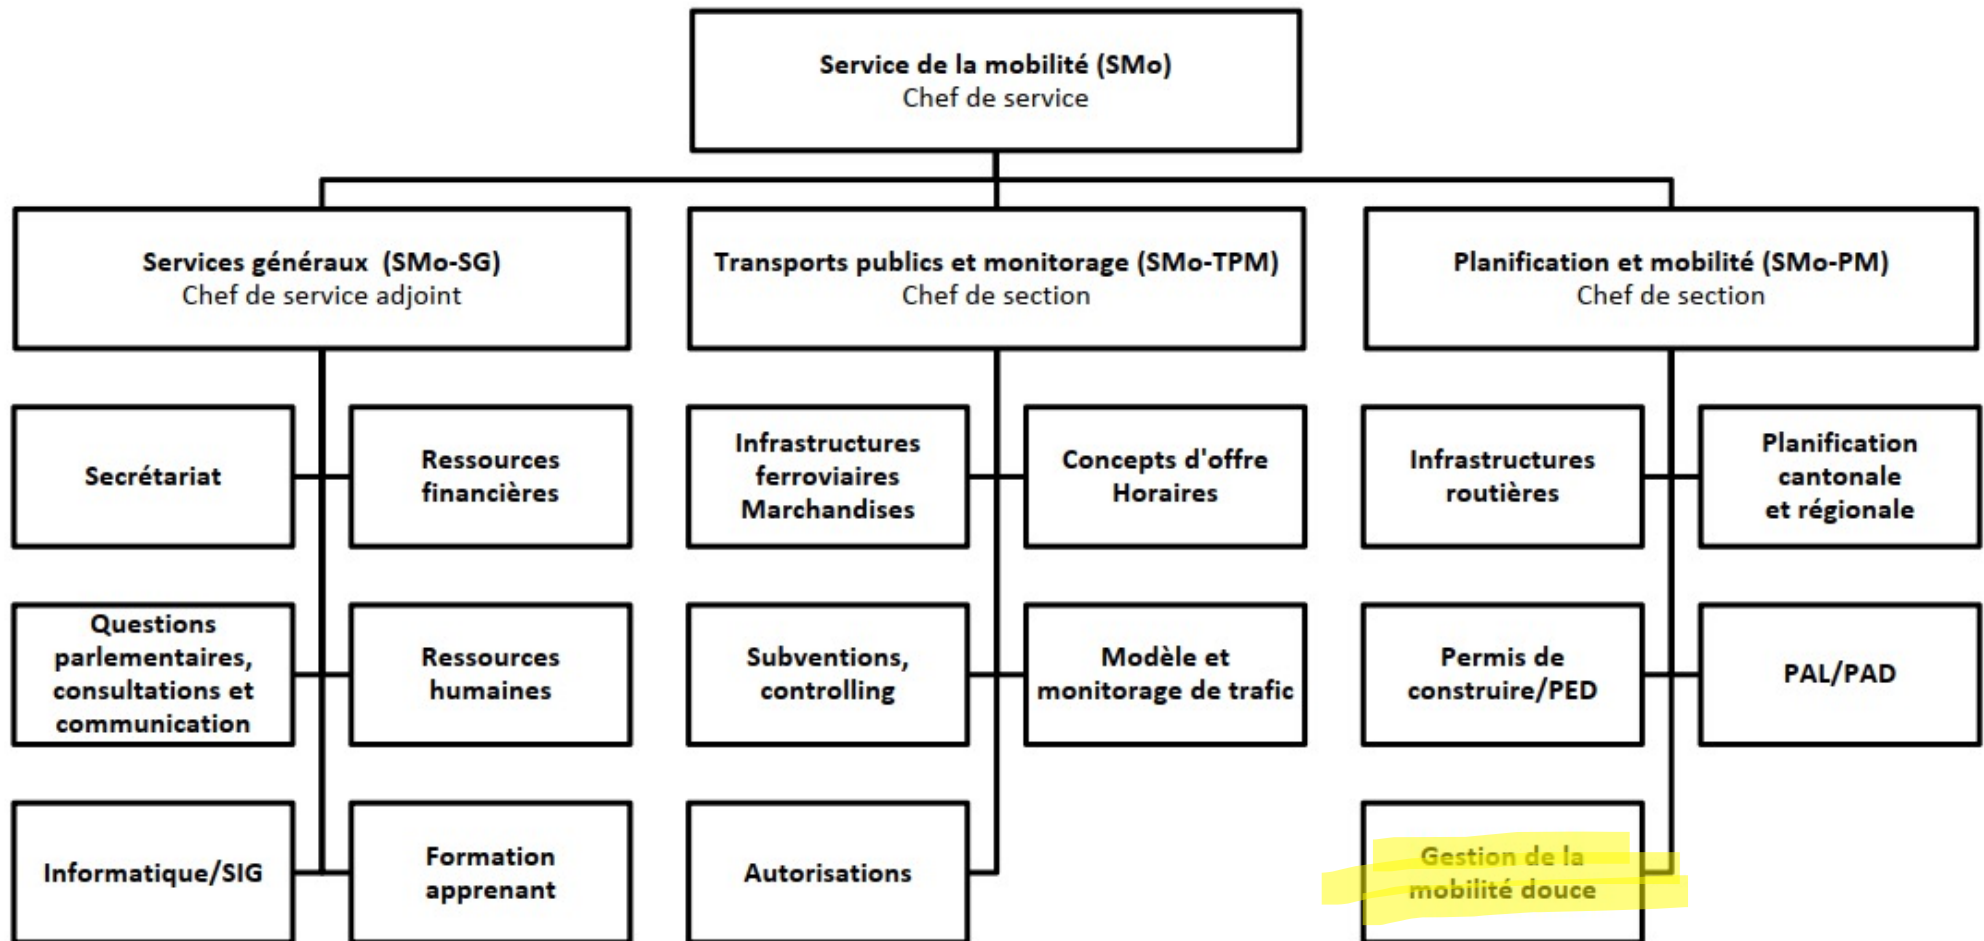 Service de la mobilité (SMo)
Chef de service
Services généraux (SMo-SG)
Chef de service adjoint
Transports publics et monitorage (SMo-TPM)
Chef de section
Planification et mobilité (SMo-PM)
Chef de section
Secrétariat
Ressources
financières
Infrastructures
ferroviaires
Marchandises
Concepts d'offre
Horaires
Infrastructures
routières
Planification
cantonale
et régionale
Questions
parlementaires,
consultations et
communication
Ressources
humaines
Subventions,
controlling
Modèle et
monitorage de trafic
Permis de
construire/PED
PAL/PAD
Informatique/SIG
Formation
apprenant
Autorisations
Gestion de la
mobilité douce